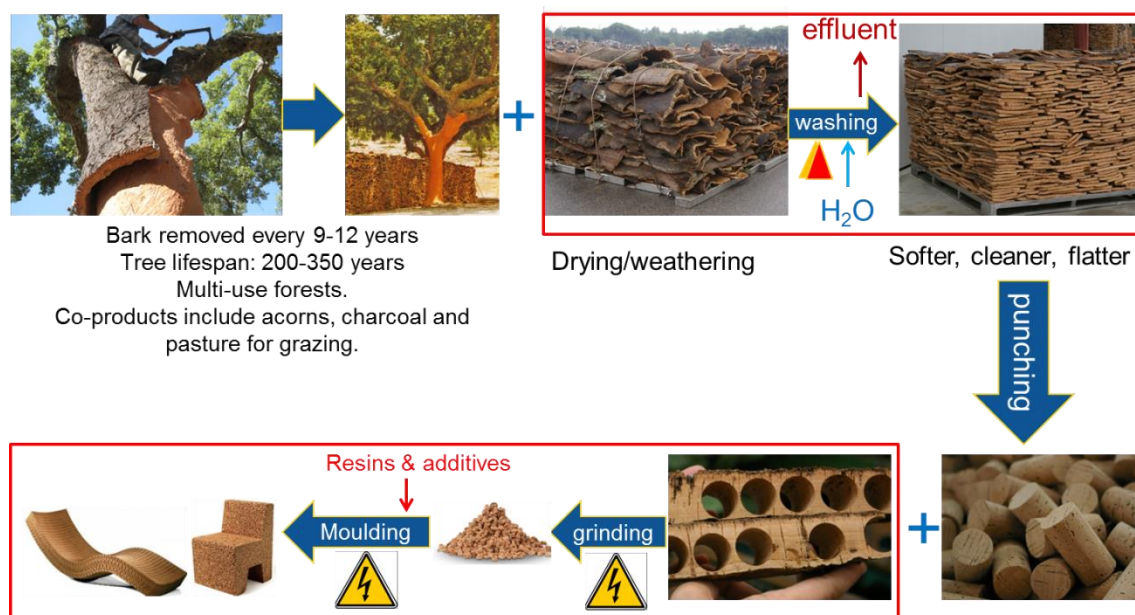 effluent
washing
H₂O
Bark removed every 9-12 years
Tree lifespan: 200-350 years
Multi-use forests.
Co-products include acorns, charcoal and
pasture for grazing.
Drying/weathering
Softer, cleaner, flatter
punching
Resins & additives
Moulding
grinding